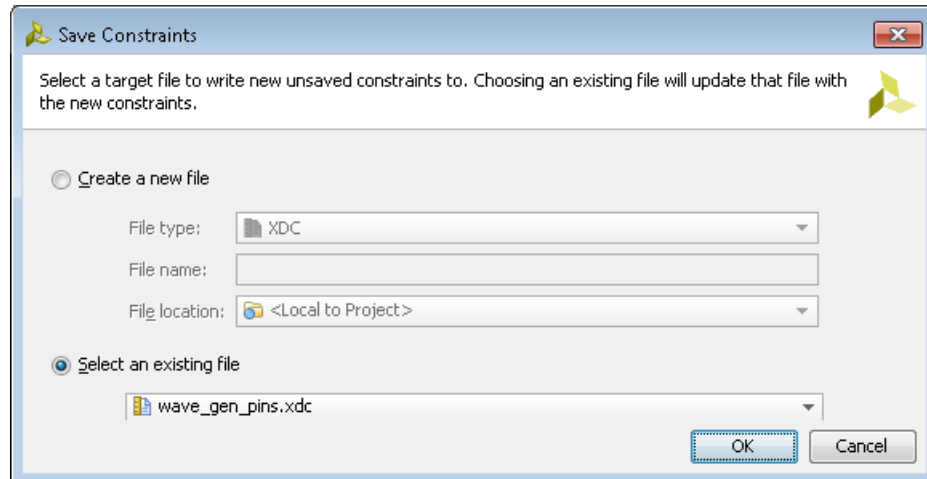 Save Constraints
Select a target file to write new unsaved constraints to. Choosing an existing file will update that file with
the new constraints.
Create a new file
File type: XDC
File name:
File location: <Local to Project>
Select an existing file
wave_gen_pins.xdc
OK Cancel